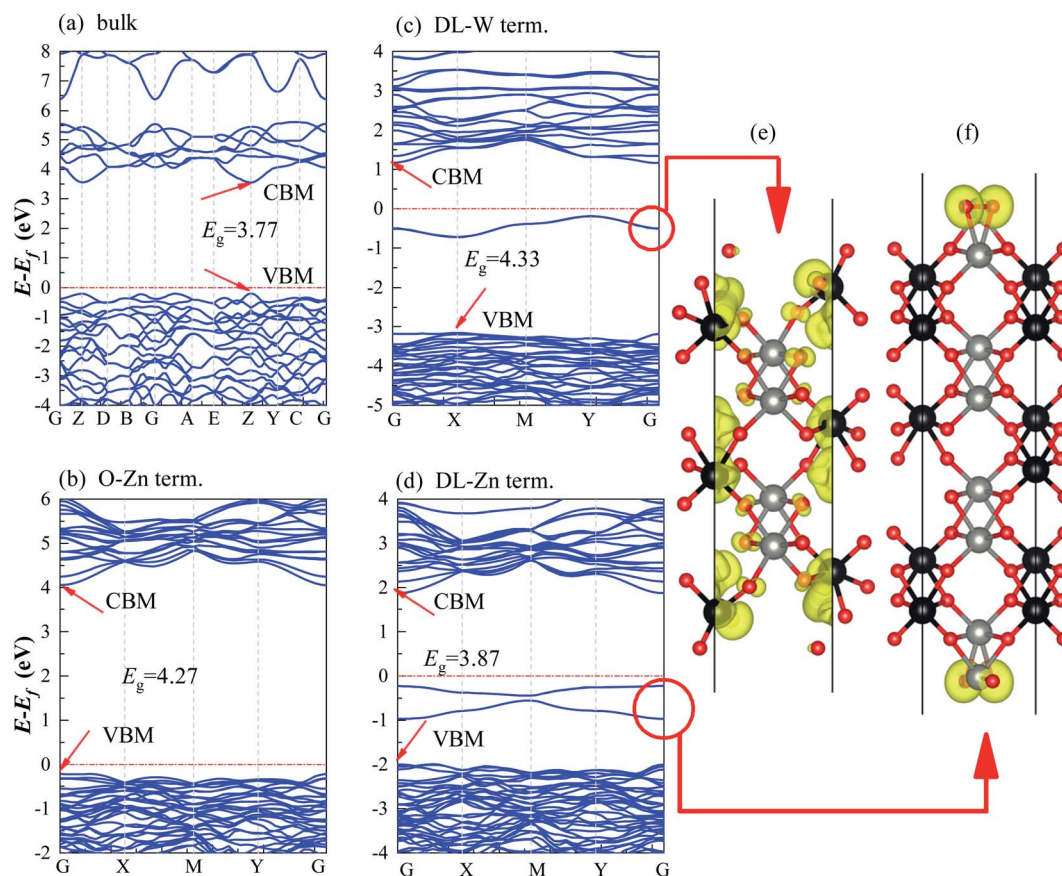 (a) bulk
8
7
6
5
4
3
2
1
0
-1
-2
-3
-4
E-E_f (eV)
CBM
E_g=3.77
VBM
G Z D B G A E Z Y C G
(c) DL-W term.
4
3
2
1
0
-1
-2
-3
-4
-5
CBM
E_g=4.33
VBM
G X M Y G
(b) O-Zn term.
6
5
4
3
2
1
0
-1
-2
E-E_f (eV)
CBM
E_g=4.27
VBM
G X M Y G
(d) DL-Zn term.
4
3
2
1
0
-1
-2
-3
-4
CBM
E_g=3.87
VBM
G X M Y G
(e)
(f)